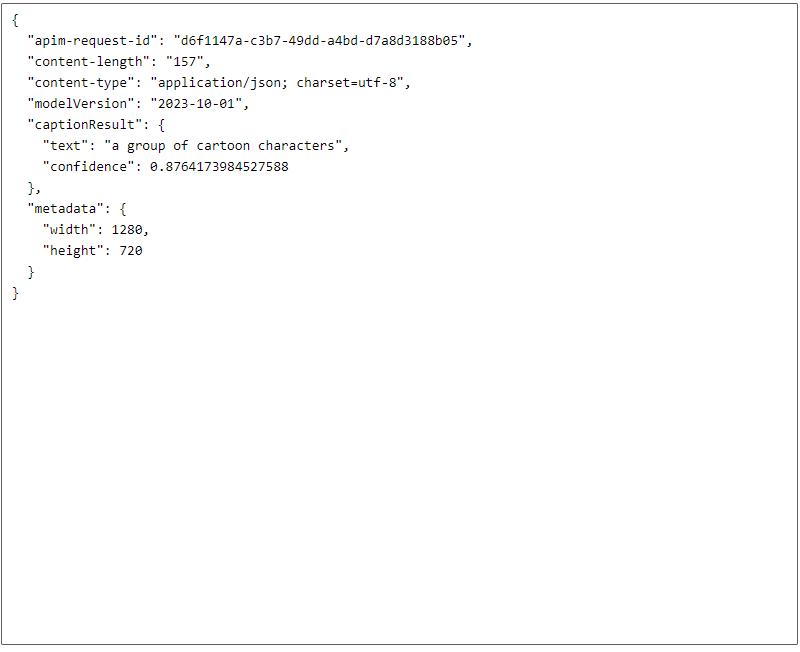 {
  "apim-request-id": "d6f1147a-c3b7-49dd-a4bd-d7a8d3188b05",
  "content-length": "157",
  "content-type": "application/json; charset=utf-8",
  "modelVersion": "2023-10-01",
  "captionResult": {
    "text": "a group of cartoon characters",
    "confidence": 0.8764173984527588
  },
  "metadata": {
    "width": 1280,
    "height": 720
  }
}